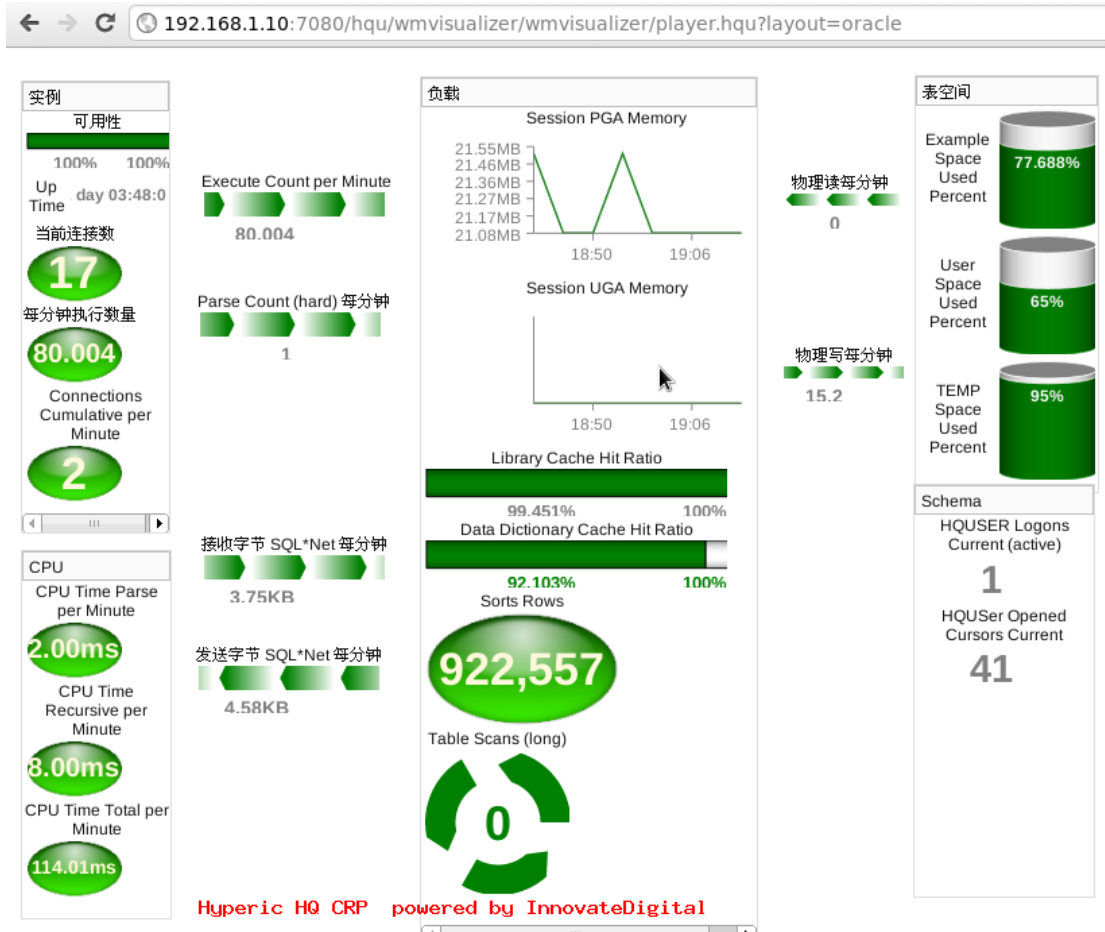 192.168.1.10:7080/hqu/wmvisualizer/wmvisualizer/player.hqu?layout=oracle
实例
可用性
100% 100%
Up
Time
day 03:48:0
当前连接数
17
每分钟执行数量
80.004
Connections
Cumulative per
Minute
2
CPU
CPU Time Parse
per Minute
2.00ms
CPU Time
Recursive per
Minute
8.00ms
CPU Time Total per
Minute
114.01ms
Execute Count per Minute
80.004
Parse Count (hard) 每分钟
1
接收字节 SQL*Net 每分钟
3.75KB
发送字节 SQL*Net 每分钟
4.58KB
负载
Session PGA Memory
21.55MB
21.46MB
21.36MB
21.27MB
21.17MB
21.08MB
18:50 19:06
Session UGA Memory
18:50 19:06
Library Cache Hit Ratio
99.451% 100%
Data Dictionary Cache Hit Ratio
92.103% 100%
Sorts Rows
922,557
Table Scans (long)
0
物理读每分钟
0
物理写每分钟
15.2
表空间
Example
Space
Used
Percent
77.688%
User
Space
Used
Percent
65%
TEMP
Space
Used
Percent
95%
Schema
HQUSER Logons
Current (active)
1
HQUSer Opened
Cursors Current
41
Hyperic HQ CRP powered by InnovateDigital